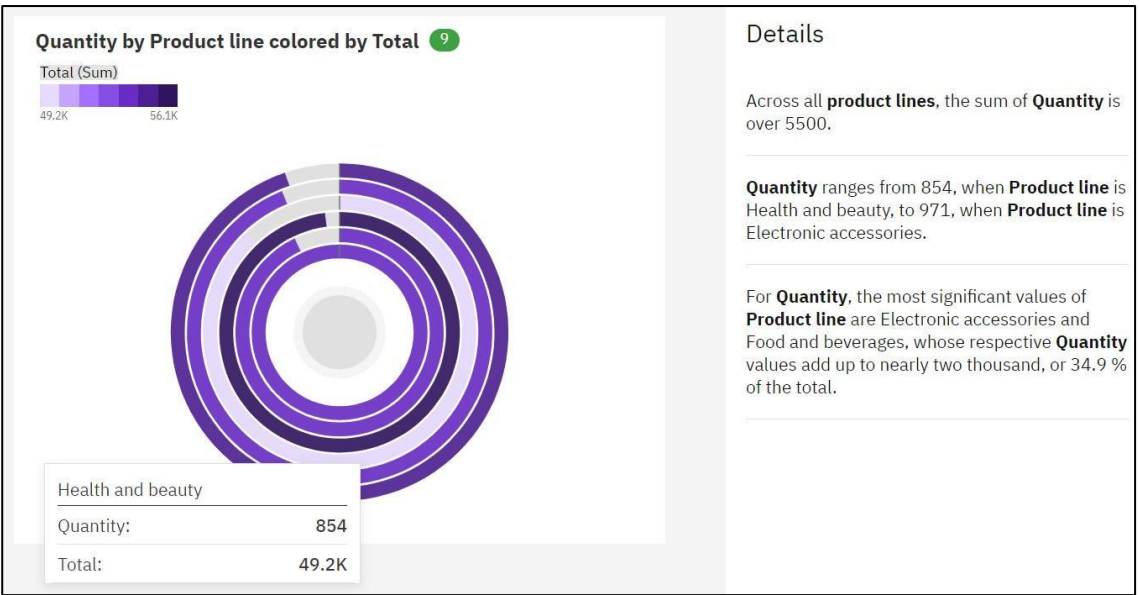 Quantity by Product line colored by Total 9
Total (Sum)
49.2K 56.1K
Health and beauty
Quantity: 854
Total: 49.2K
Details
Across all product lines, the sum of Quantity is
over 5500.
Quantity ranges from 854, when Product line is
Health and beauty, to 971, when Product line is
Electronic accessories.
For Quantity, the most significant values of
Product line are Electronic accessories and
Food and beverages, whose respective Quantity
values add up to nearly two thousand, or 34.9 %
of the total.